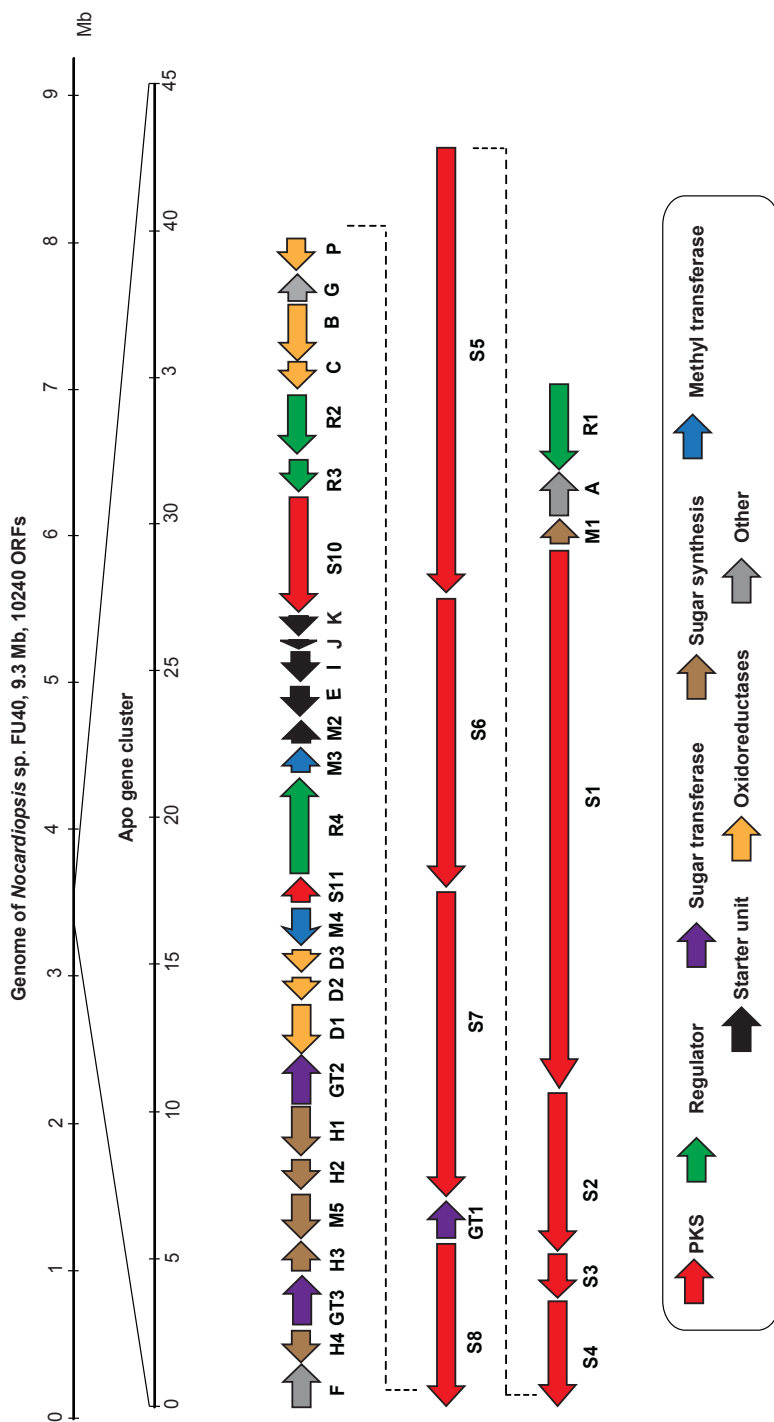 Genome of Nocardiopsis sp. FU40, 9.3 Mb, 10240 ORFs
0 1 2 3 4 5 6 7 8 9 Mb
Apo gene cluster
0 5 10 15 20 25 30 3 40 45
F H4 GT3 H3 M5 H2 H1 GT2 D1 D2 D3 M4 S11 R4 M3 M2 E I J K S10 R3 R2 C B G P
S8 GT1 S7 S6 S5
S4 S3 S2 S1 M1 A R1
PKS Regulator Sugar transferase Sugar synthesis Methyl transferase
Starter unit Oxidoreductases Other